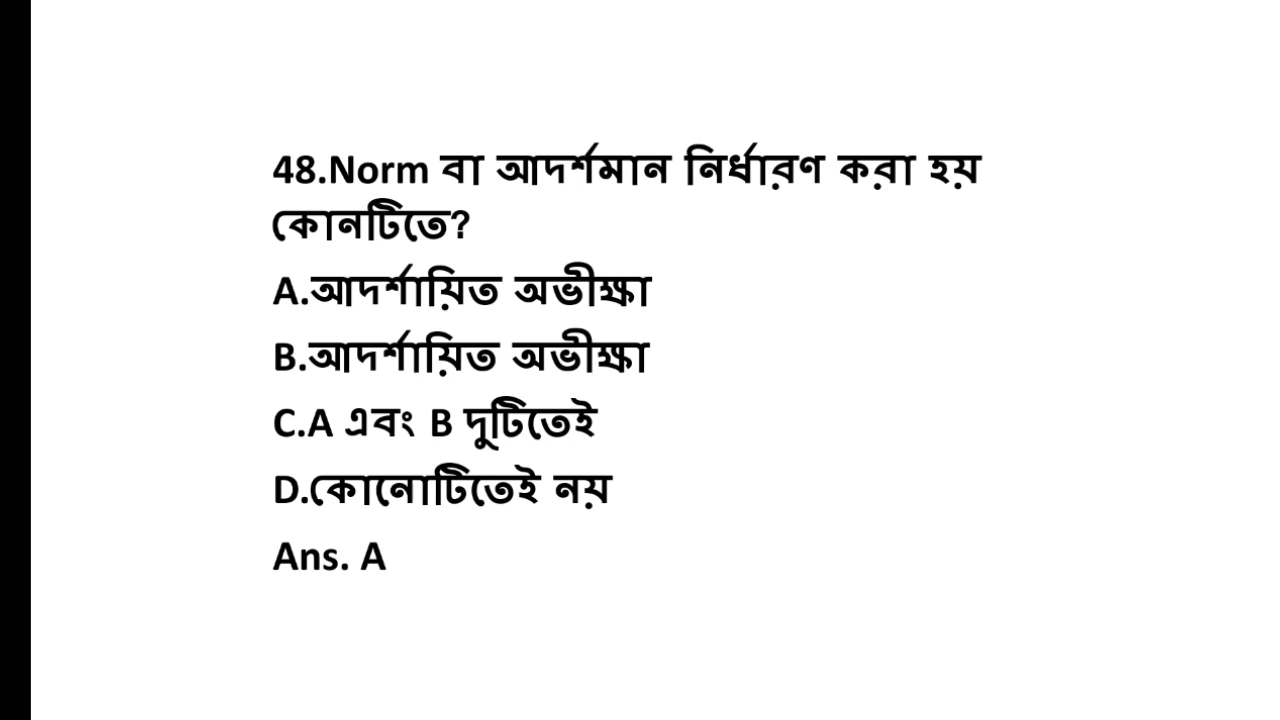 48.Norm বা আদর্শমান নির্ধারণ করা হয়
কোনটিতে?
A.আদর্শায়িত অভীক্ষা
B.আদর্শায়িত অভীক্ষা
C.A এবং B দুটিতেই
D.কোনোটিতেই নয়
Ans. A